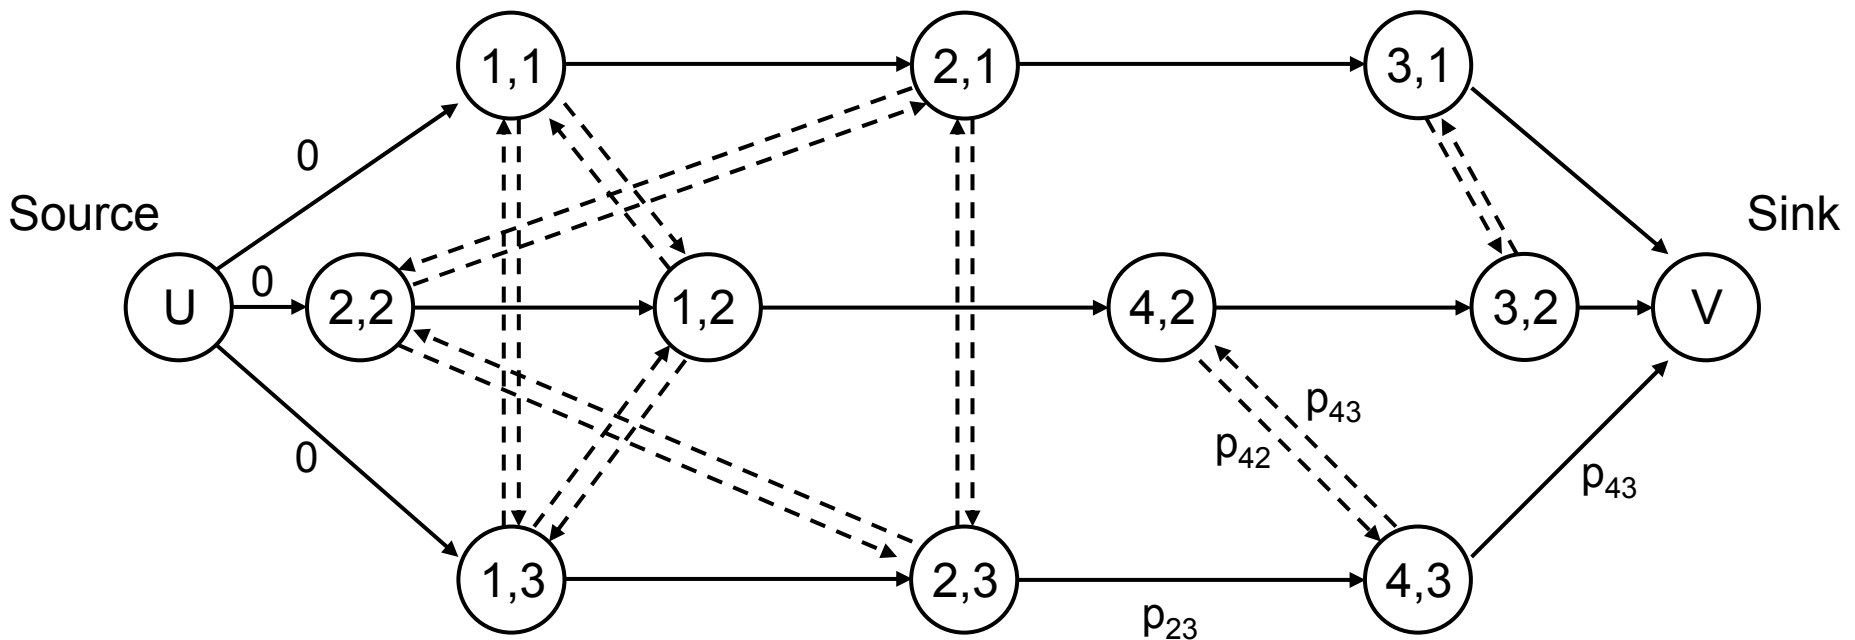 1,1
2,1
3,1
0
Source
Sink
0
U
2,2
1,2
4,2
3,2
V
p43
p42
0
p43
1,3
2,3
4,3
p23